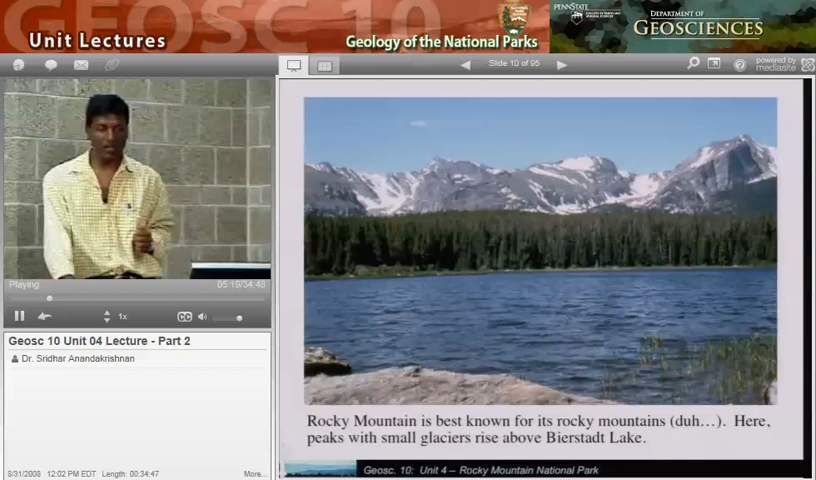 GEOSC 10
Unit Lectures
Geology of the National Parks
PENNSTATE
DEPARTMENT OF
GEOSCIENCES
Slide 10 of 95
powered by
mediasite
Playing
05:19/34:48
1x
CC
Geosc 10 Unit 04 Lecture - Part 2
Dr. Sridhar Anandakrishnan
8/31/2008 12:02 PM EDT Length: 00:34:47
More...
Rocky Mountain is best known for its rocky mountains (duh...). Here,
peaks with small glaciers rise above Bierstadt Lake.
Geosc. 10: Unit 4 – Rocky Mountain National Park